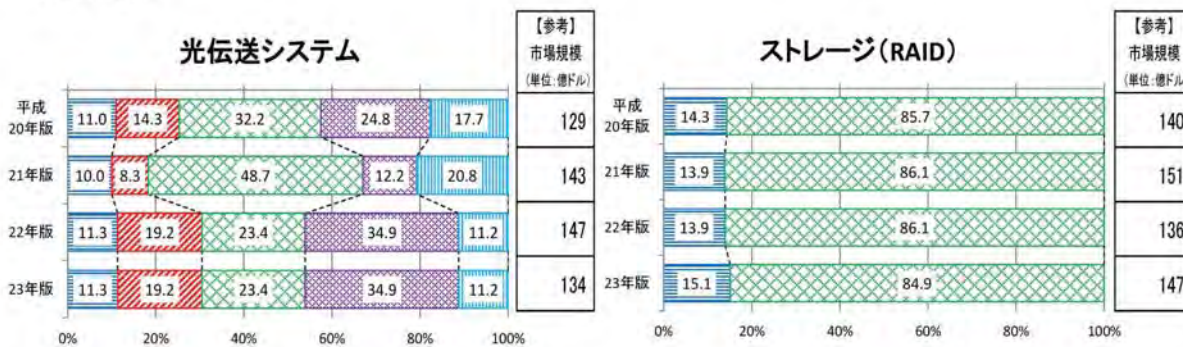 光伝送システム
【参考】
市場規模
(単位:億ドル)
平成
20年版
11.0 14.3 32.2 24.8 17.7 129
21年版 10.0 8.3 48.7 12.2 20.8 143
22年版 11.3 19.2 23.4 34.9 11.2 147
23年版 11.3 19.2 23.4 34.9 11.2 134
0% 20% 40% 60% 80% 100%
ストレージ(RAID)
【参考】
市場規模
(単位:億ドル
平成
20年版
14.3 85.7 140
21年版 13.9 86.1 151
22年版 13.9 86.1 136
23年版 15.1 84.9 147
0% 20% 40% 60% 80% 100%